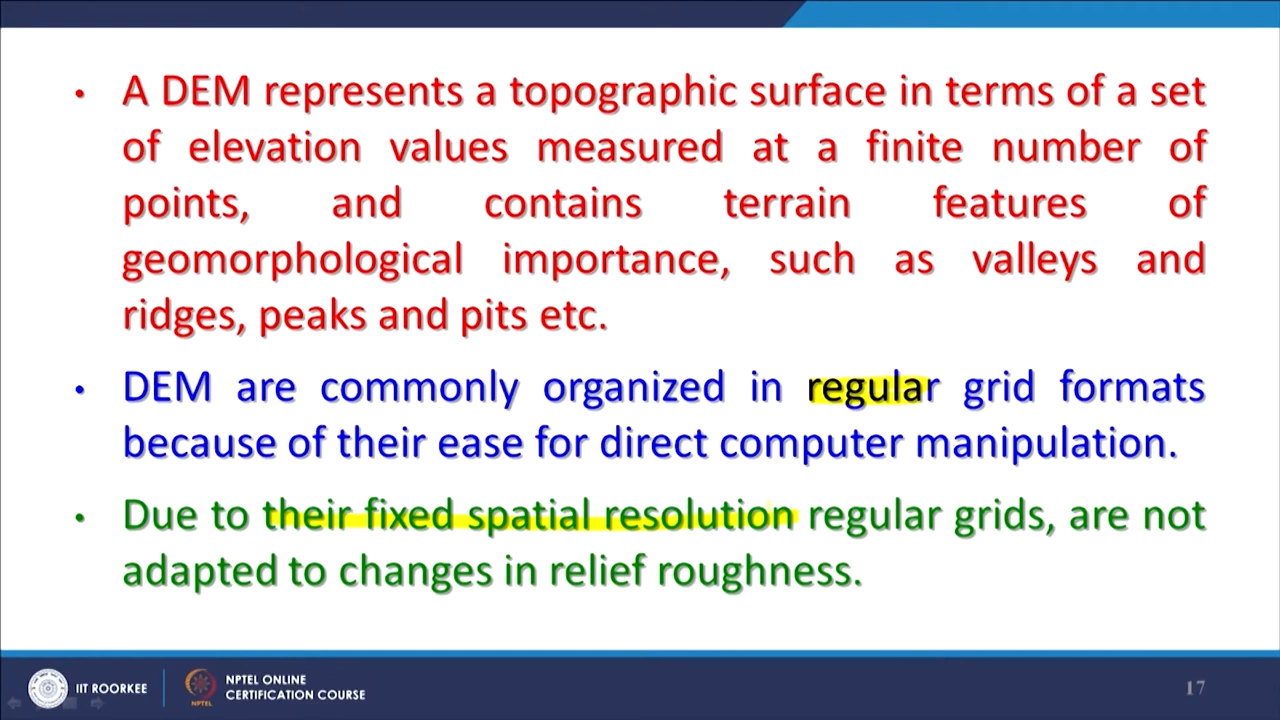 • A DEM represents a topographic surface in terms of a set
of elevation values measured at a finite number of
points, and contains terrain features of
geomorphological importance, such as valleys and
ridges, peaks and pits etc.
• DEM are commonly organized in regular grid formats
because of their ease for direct computer manipulation.
• Due to their fixed spatial resolution regular grids, are not
adapted to changes in relief roughness.
IIT ROORKEE
NPTEL
NPTEL ONLINE
CERTIFICATION COURSE
17